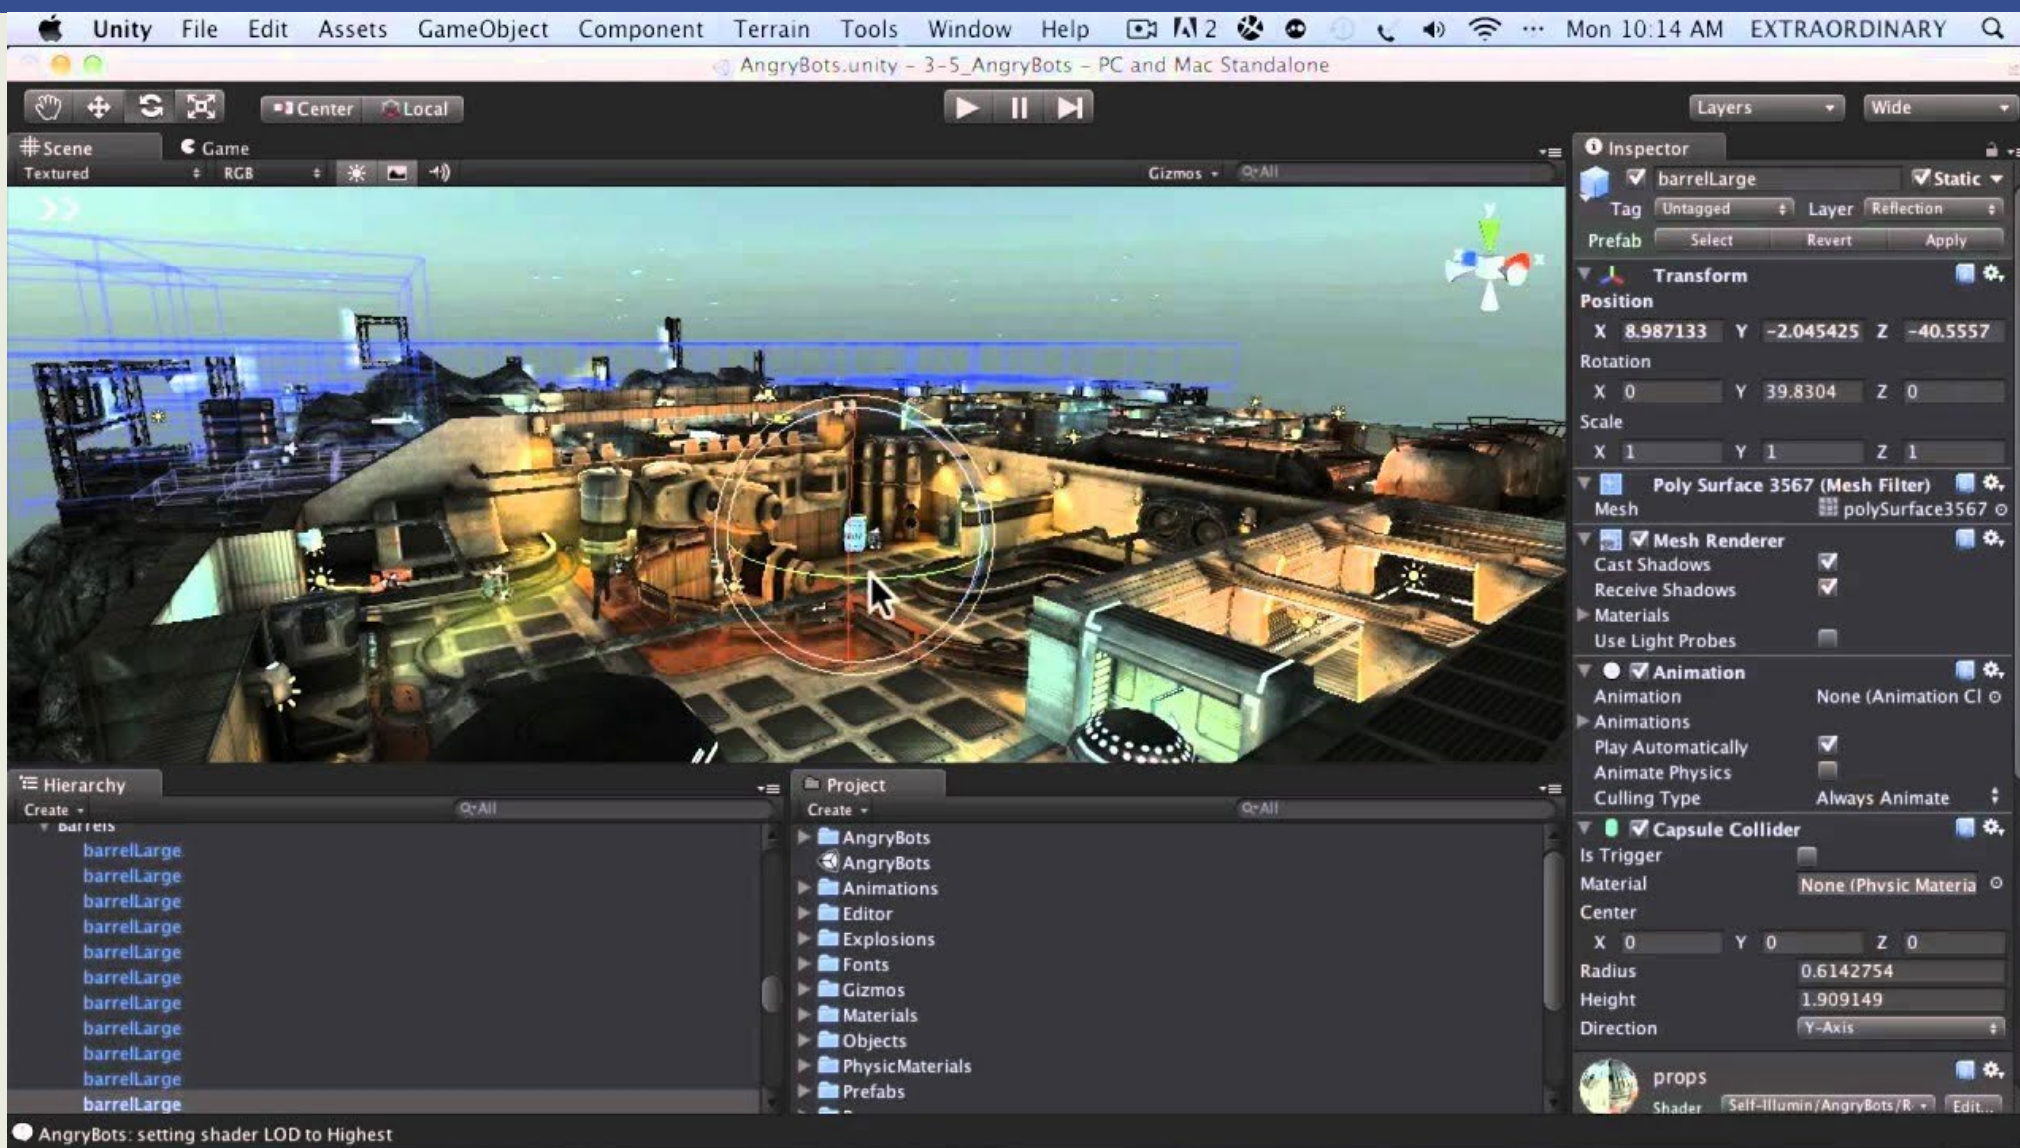 Unity File Edit Assets GameObject Component Terrain Tools Window Help 2 Mon 10:14 AM EXTRAORDINARY
AngryBots.unity – 3-5_AngryBots – PC and Mac Standalone
Center Local
Layers Wide
Scene Game
Textured RGB
Gizmos All
y
x
z
Inspector
barrelLarge Static
Tag Untagged Layer Reflection
Prefab Select Revert Apply
Transform
Position
X 8.987133 Y -2.045425 Z -40.5557
Rotation
X 0 Y 39.8304 Z 0
Scale
X 1 Y 1 Z 1
Poly Surface 3567 (Mesh Filter)
Mesh polySurface3567
Mesh Renderer
Cast Shadows
Receive Shadows
Materials
Use Light Probes
Animation
Animation None (Animation Cl
Animations
Play Automatically
Animate Physics
Culling Type Always Animate
Capsule Collider
Is Trigger
Material None (Physic Materia
Center
X 0 Y 0 Z 0
Radius 0.6142754
Height 1.909149
Direction Y-Axis
props
Shader Self-Illumin/AngryBots/R Edit...
Hierarchy
Create All
Barrels
barrelLarge
barrelLarge
barrelLarge
barrelLarge
barrelLarge
barrelLarge
barrelLarge
barrelLarge
barrelLarge
barrelLarge
barrelLarge
Project
Create All
AngryBots
AngryBots
Animations
Editor
Explosions
Fonts
Gizmos
Materials
Objects
PhysicMaterials
Prefabs
AngryBots: setting shader LOD to Highest